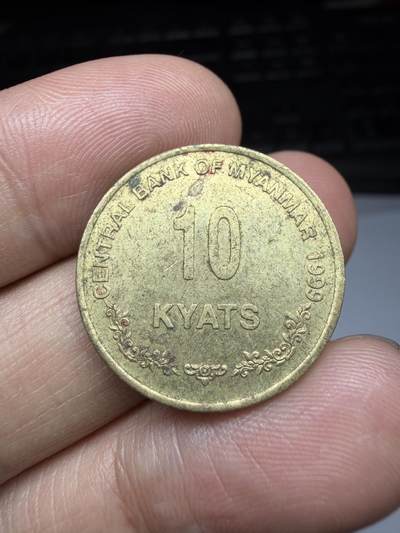 CENTRAL BANK OF MYANMAR 1999
10
KYATS